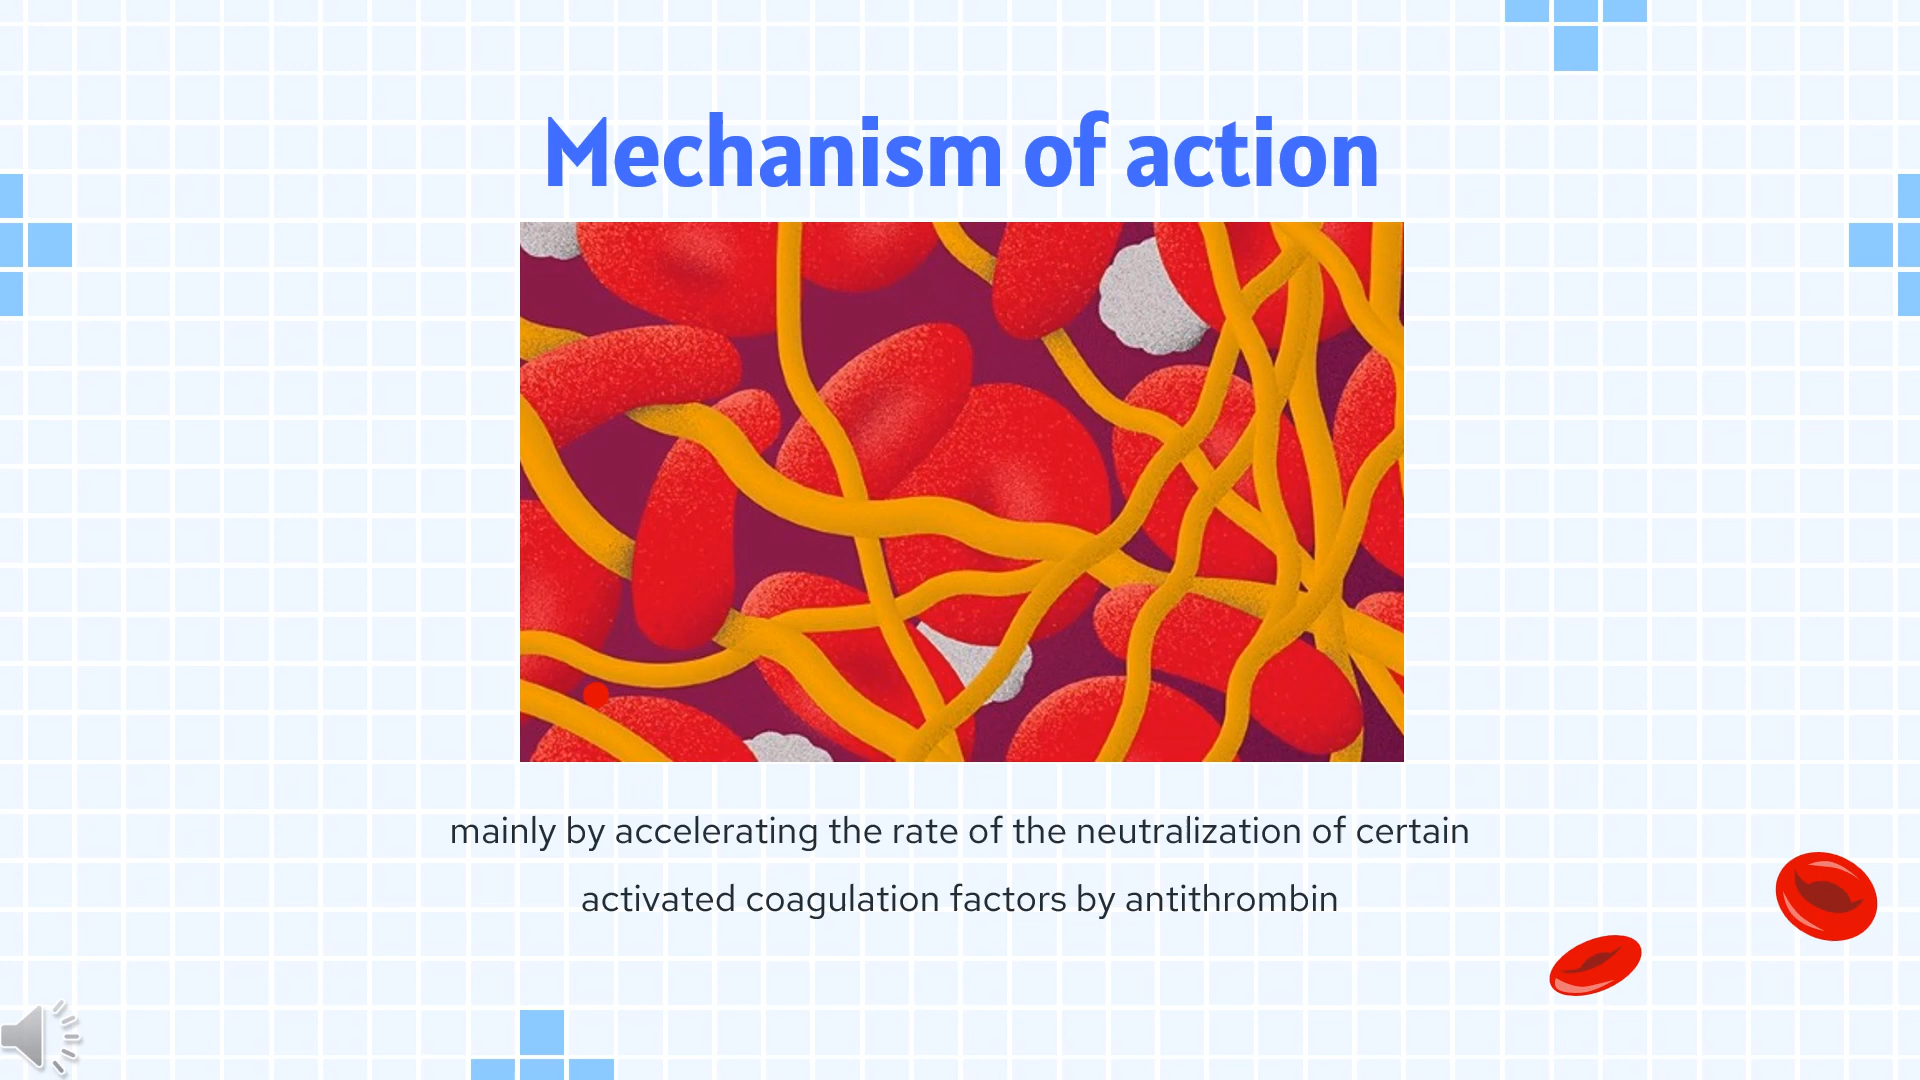 Mechanism of action
mainly by accelerating the rate of the neutralization of certain
activated coagulation factors by antithrombin